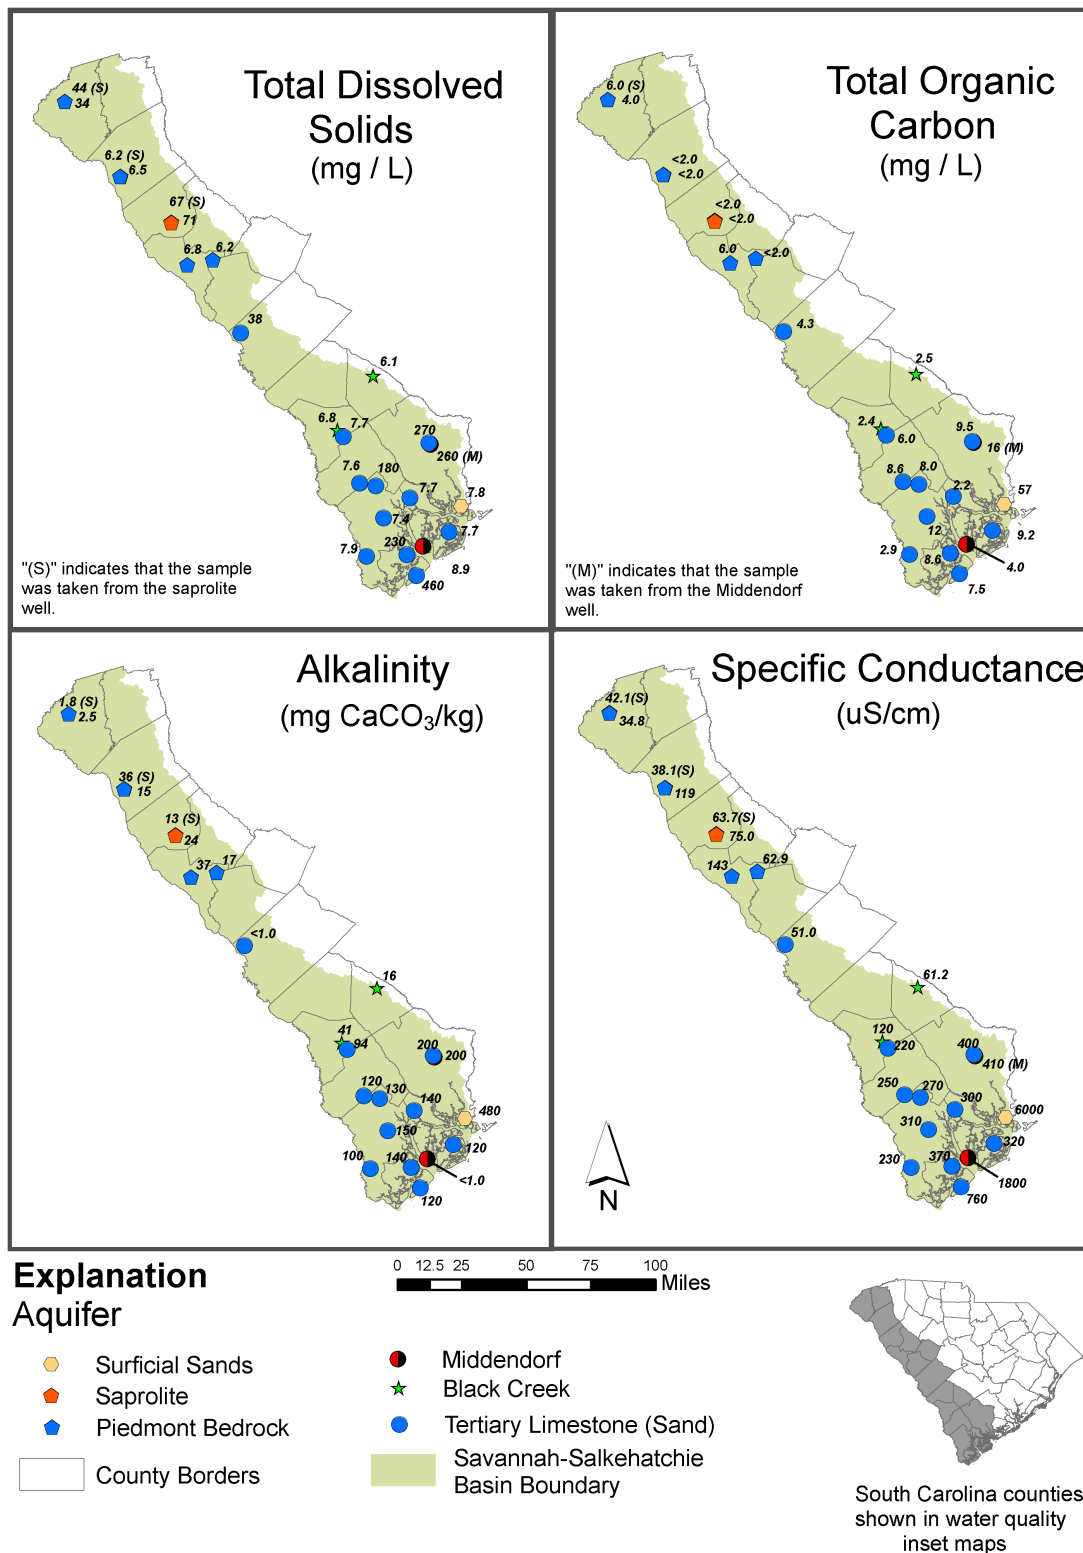 Total Dissolved
Solids
(mg / L)
44 (S)
34
6.2 (S)
6.5
67 (S)
71
6.8
6.2
38
6.1
6.8
7.7
270
260 (M)
7.6
180
7.7
7.8
7.4
7.7
7.9
230
8.9
460
"(S)" indicates that the sample
was taken from the saprolite
well.
Total Organic
Carbon
(mg / L)
6.0 (S)
4.0
<2.0
<2.0
<2.0
<2.0
6.0
<2.0
4.3
2.5
2.4
6.0
9.5
16 (M)
8.6
8.0
2.2
57
12
9.2
2.9
8.6
4.0
7.5
"(M)" indicates that the sample
was taken from the Middendorf
well.
Alkalinity
(mg CaCO3/kg)
1.8 (S)
2.5
36 (S)
15
13 (S)
24
37
17
<1.0
16
41
94
200
200
120
130
140
480
150
120
100
140
<1.0
120
Specific Conductance
(uS/cm)
42.1(S)
34.8
38.1(S)
119
63.7(S)
75.0
143
62.9
51.0
61.2
120
220
400
410 (M)
250
270
300
6000
310
320
230
370
1800
760
N
Explanation
Aquifer
0 12.5 25 50 75 100
Miles
Surficial Sands
Saprolite
Piedmont Bedrock
County Borders
Middendorf
Black Creek
Tertiary Limestone (Sand)
Savannah-Salkehatchie
Basin Boundary
South Carolina counties
shown in water quality
inset maps